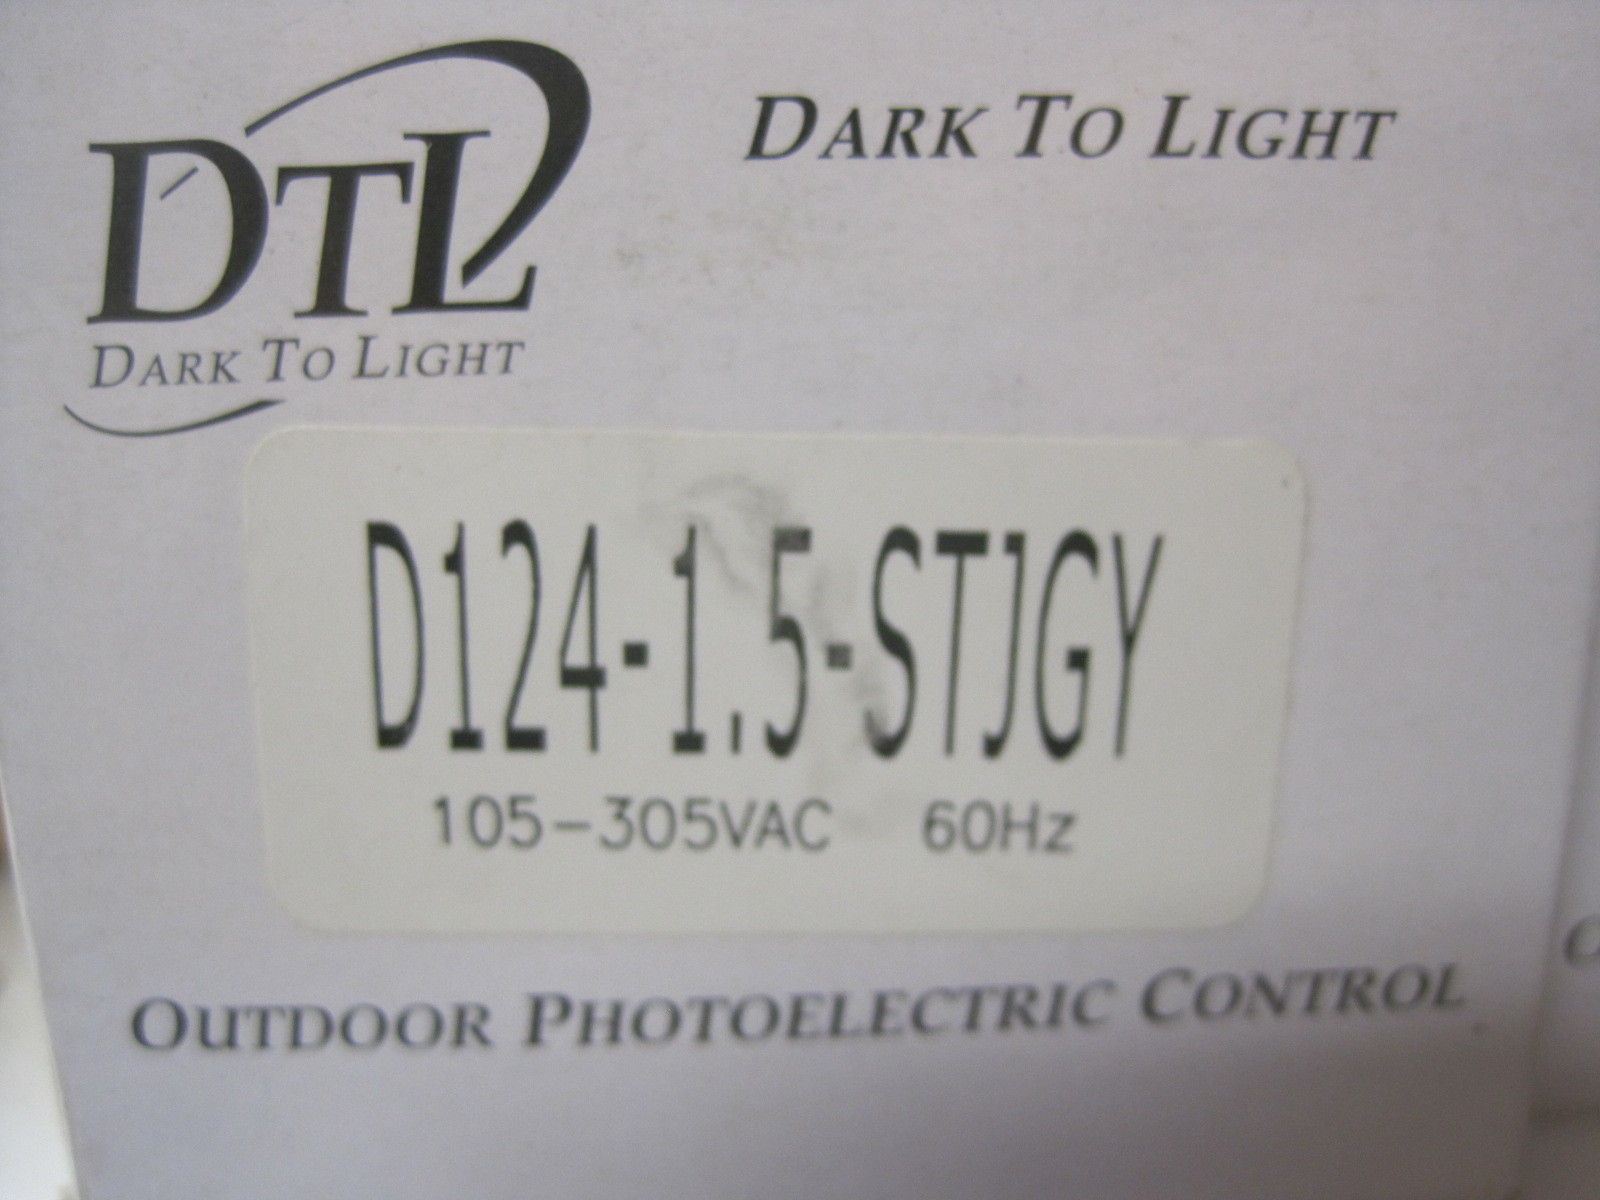 DTL
DARK TO LIGHT
DARK TO LIGHT
D124-1.5-STJGY
105-305VAC 60Hz
OUTDOOR PHOTOELECTRIC CONTROL